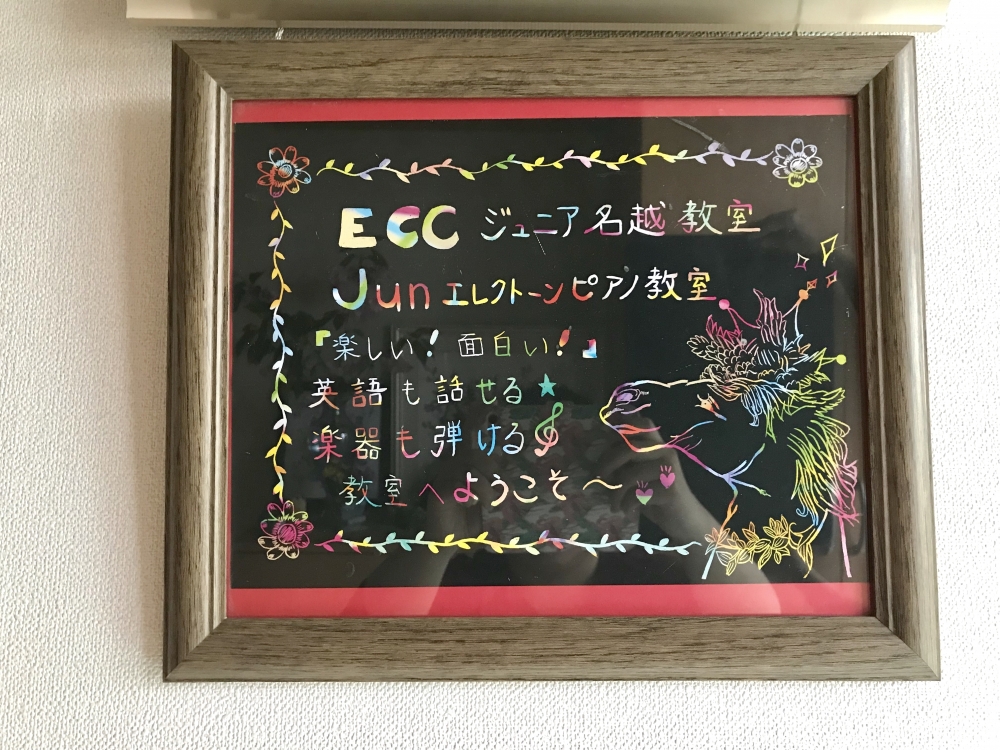 ECC ジュニア 名越 教室
Jun エレクトーンピアノ教室
『楽しい! 面白い!』
英語も話せる★
楽器も弾ける𝄞
教室へようこそ〜